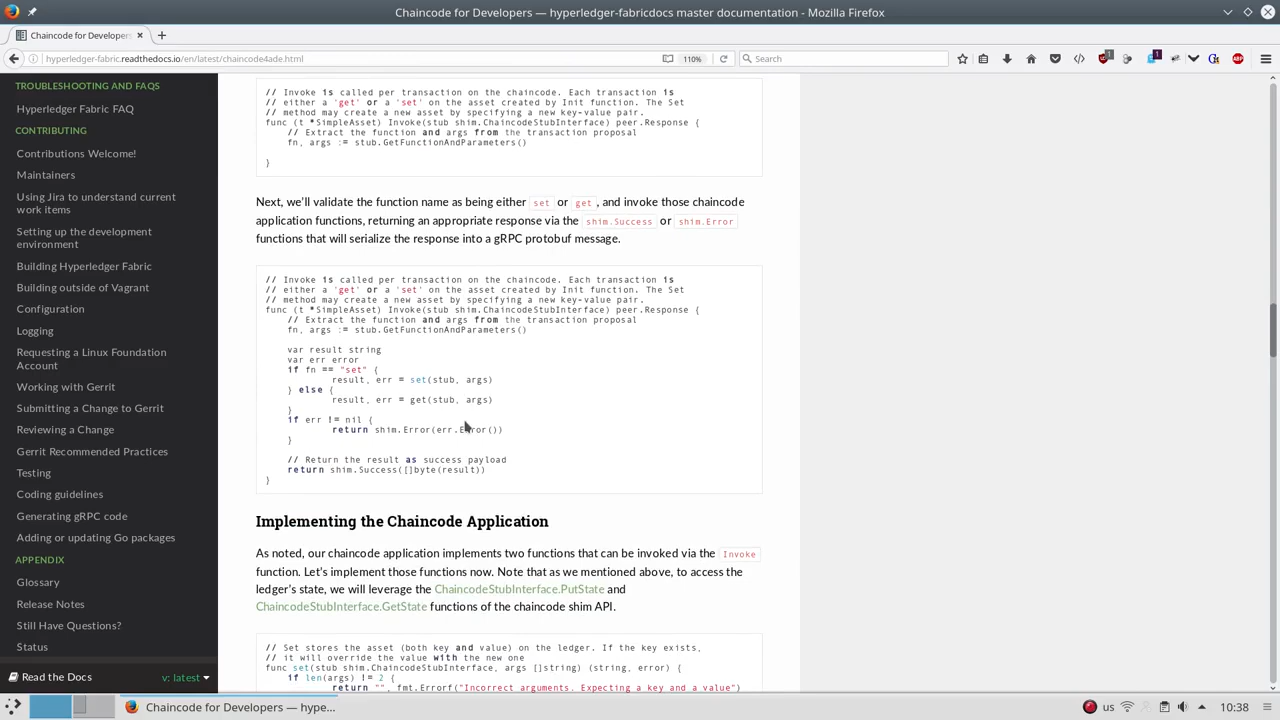 Chaincode for Developers — hyperledger-fabricdocs master documentation - Mozilla Firefox
Chaincode for Developers
hyperledger-fabric.readthedocs.io/en/latest/chaincode4ade.html
110%
Search
1
1
ABP
TROUBLESHOOTING AND FAQS
Hyperledger Fabric FAQ
CONTRIBUTING
Contributions Welcome!
Maintainers
Using Jira to understand current
work items
Setting up the development
environment
Building Hyperledger Fabric
Building outside of Vagrant
Configuration
Logging
Requesting a Linux Foundation
Account
Working with Gerrit
Submitting a Change to Gerrit
Reviewing a Change
Gerrit Recommended Practices
Testing
Coding guidelines
Generating gRPC code
Adding or updating Go packages
APPENDIX
Glossary
Release Notes
Still Have Questions?
Status
Read the Docs
v: latest
// Invoke is called per transaction on the chaincode. Each transaction is
// either a 'get' or a 'set' on the asset created by Init function. The Set
// method may create a new asset by specifying a new key-value pair.
func (t *SimpleAsset) Invoke(stub shim.ChaincodeStubInterface) peer.Response {
// Extract the function and args from the transaction proposal
fn, args := stub.GetFunctionAndParameters()
}
Next, we'll validate the function name as being either set or get, and invoke those chaincode
application functions, returning an appropriate response via the shim.Success or shim.Error
functions that will serialize the response into a gRPC protobuf message.
// Invoke is called per transaction on the chaincode. Each transaction is
// either a 'get' or a 'set' on the asset created by Init function. The Set
// method may create a new asset by specifying a new key-value pair.
func (t *SimpleAsset) Invoke(stub shim.ChaincodeStubInterface) peer.Response {
// Extract the function and args from the transaction proposal
fn, args := stub.GetFunctionAndParameters()
var result string
var err error
if fn == "set" {
result, err = set(stub, args)
} else {
result, err = get(stub, args)
}
if err != nil {
return shim.Error(err.Error())
}
// Return the result as success payload
return shim.Success([]byte(result))
}
Implementing the Chaincode Application
As noted, our chaincode application implements two functions that can be invoked via the Invoke
function. Let's implement those functions now. Note that as we mentioned above, to access the
ledger's state, we will leverage the ChaincodeStubInterface.PutState and
ChaincodeStubInterface.GetState functions of the chaincode shim API.
// Set stores the asset (both key and value) on the ledger. If the key exists,
// it will override the value with the new one
func set(stub shim.ChaincodeStubInterface, args []string) (string, error) {
if len(args) != 2 {
return "", fmt.Errorf("Incorrect arguments. Expecting a key and a value")
Chaincode for Developers — hype...
us
10:38